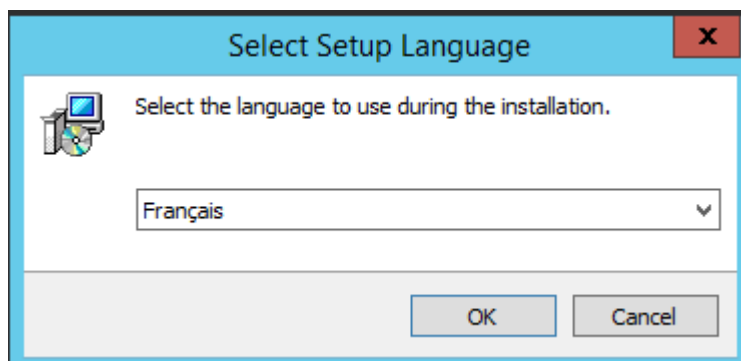 Select Setup Language
x
Select the language to use during the installation.
Français
OK
Cancel